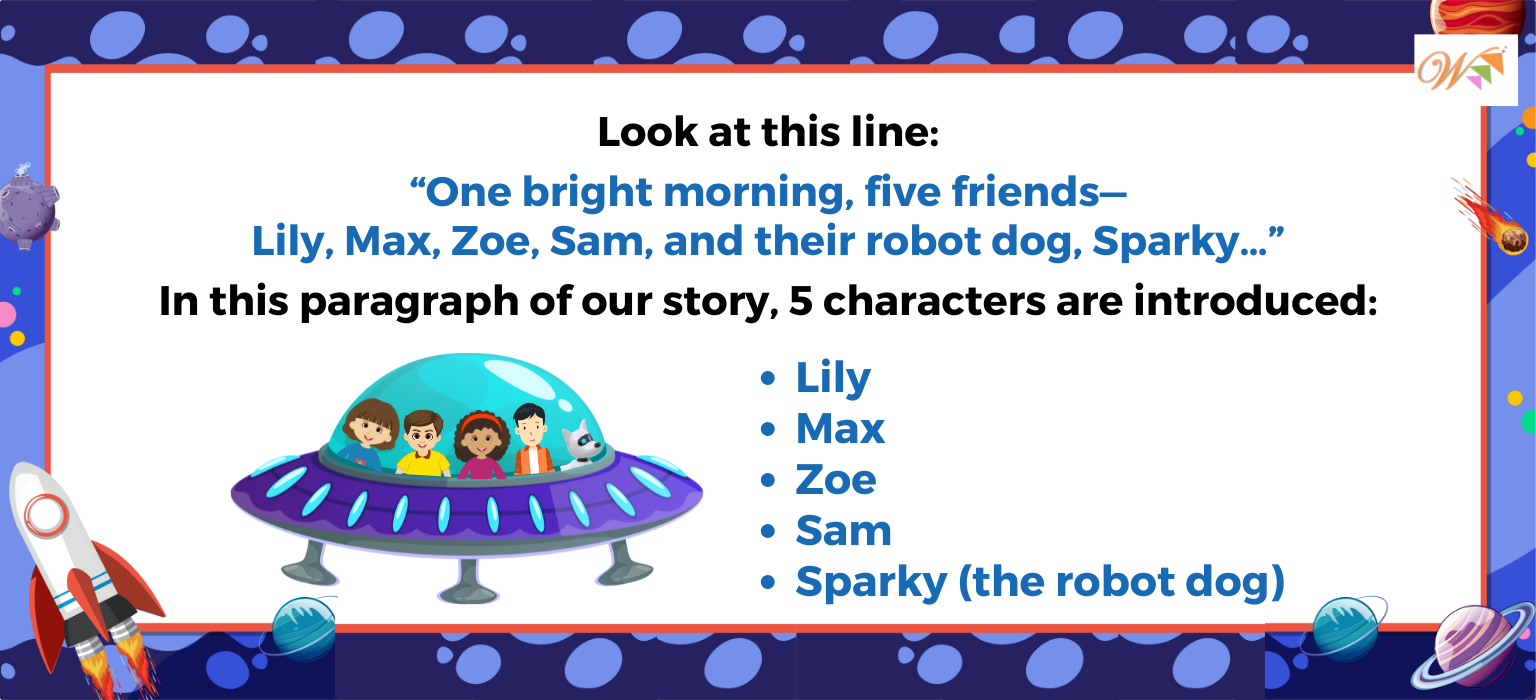 Look at this line:
“One bright morning, five friends—
Lily, Max, Zoe, Sam, and their robot dog, Sparky...”
In this paragraph of our story, 5 characters are introduced:
• Lily
• Max
• Zoe
• Sam
• Sparky (the robot dog)
W